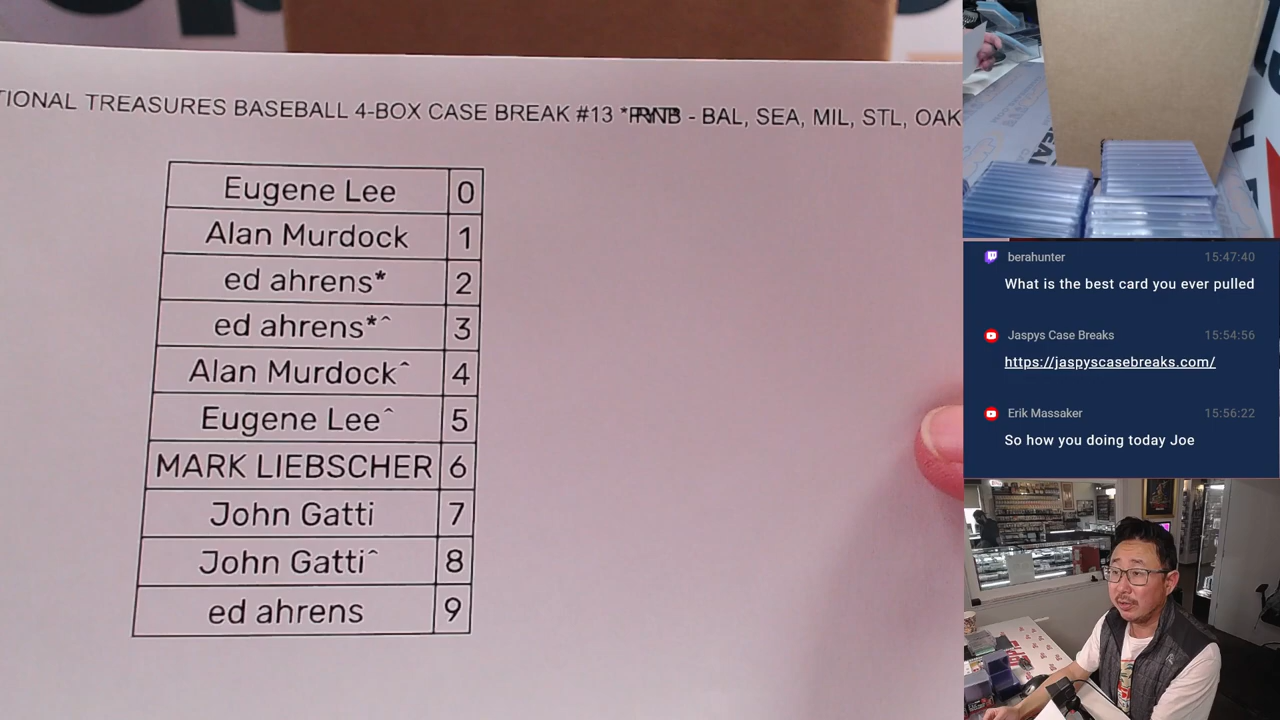 TIONAL TREASURES BASEBALL 4-BOX CASE BREAK #13 - BAL, SEA, MIL, STL, OAK
Eugene Lee 0
Alan Murdock 1
ed ahrens* 2
ed ahrens*^ 3
Alan Murdock^ 4
Eugene Lee^ 5
MARK LIEBSCHER 6
John Gatti 7
John Gatti^ 8
ed ahrens 9
berahunter 15:47:40
What is the best card you ever pulled
Jaspys Case Breaks 15:54:56
https://jaspyscasebreaks.com/
Erik Massaker 15:56:22
So how you doing today Joe